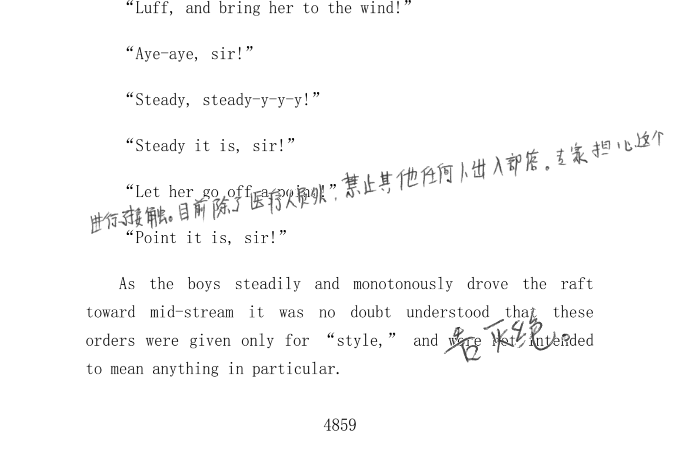 “Luff, and bring her to the wind!”
“Aye-aye, sir!”
“Steady, steady-y-y-y!”
“Steady it is, sir!”
“Let her go off a point!”
禁止其他任何人出入部落。专家担心这个
进行了接触。目前除了医疗人员外，
“Point it is, sir!”
As the boys steadily and monotonously drove the raft
toward mid-stream it was no doubt understood that these
orders were given only for “style,” and were not intended
告灭绝。
to mean anything in particular.
4859